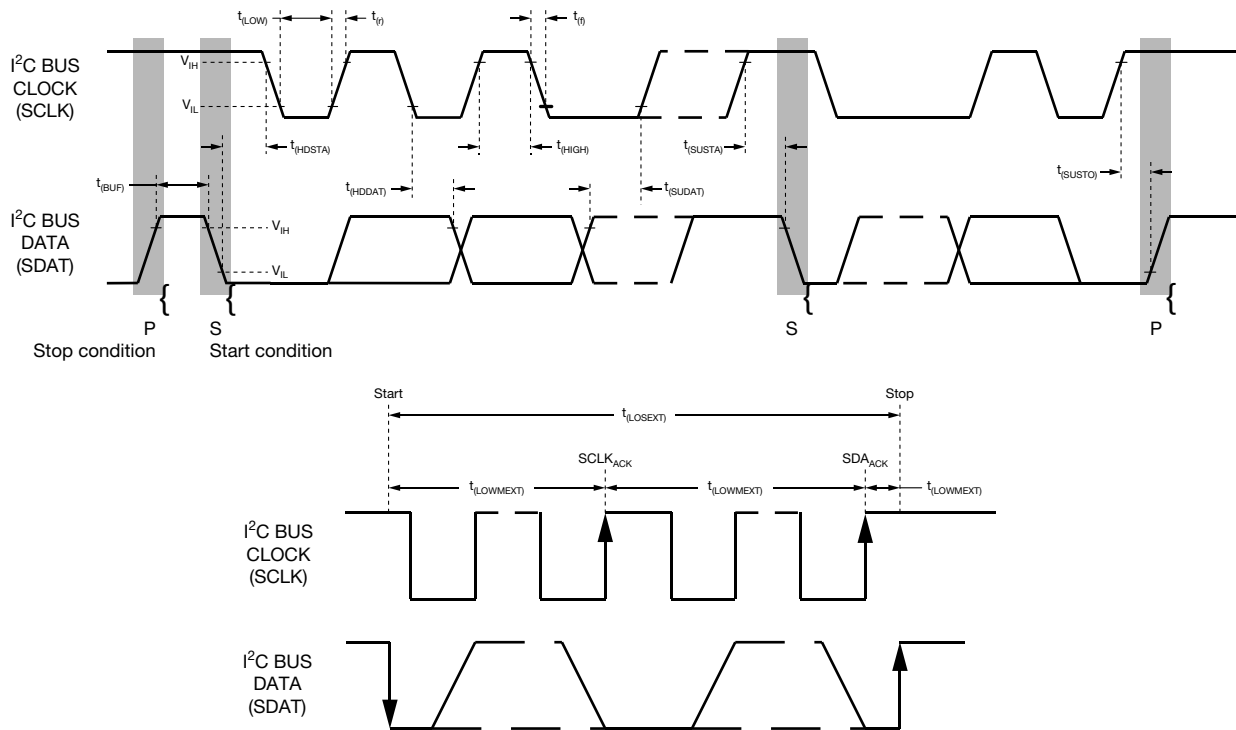 t(LOW)
t(r)
t(f)
I²C BUS
CLOCK
(SCLK)
VIH
VIL
t(HDSTA)
t(HIGH)
t(SUSTA)
t(BUF)
t(HDDAT)
t(SUDAT)
t(SUSTO)
I²C BUS
DATA
(SDAT)
VIH
VIL
{ { { {
P S S P
Stop condition Start condition
Start Stop
t(LOSEXT)
SCLKACK SDAACK
t(LOWMEXT) t(LOWMEXT) t(LOWMEXT)
I²C BUS
CLOCK
(SCLK)
I²C BUS
DATA
(SDAT)